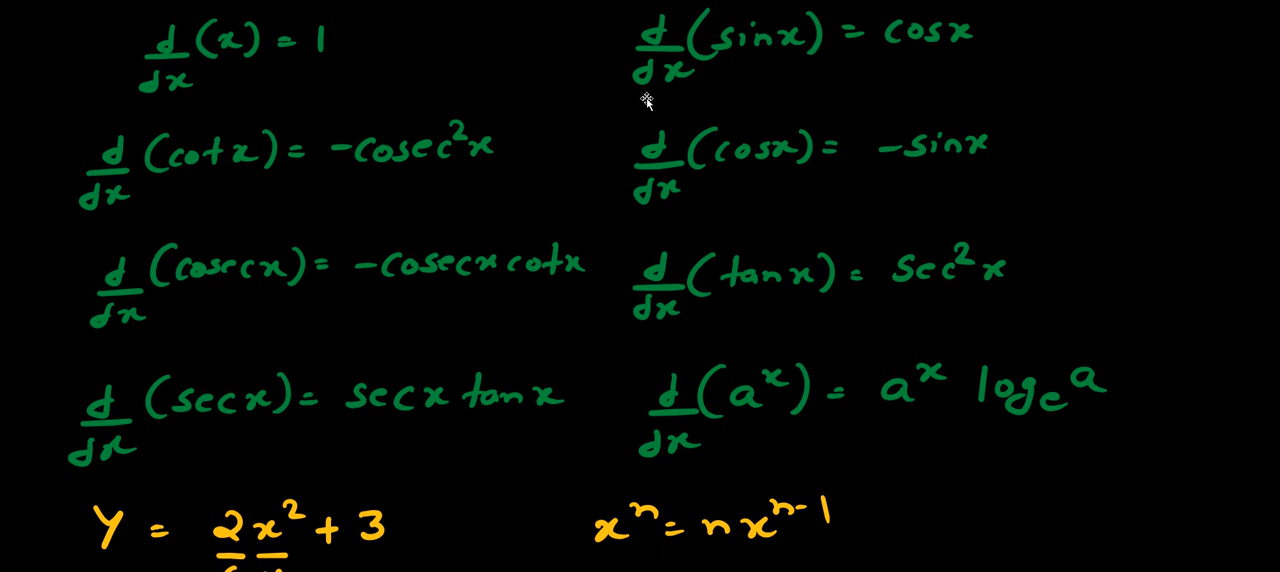 d/dx (x) = 1
d/dx (sinx) = cosx
d/dx (cotx) = -cosec²x
d/dx (cosx) = -sinx
d/dx (cosecx) = -cosecx cotx
d/dx (tanx) = sec²x
d/dx (secx) = secx tanx
d/dx (aˣ) = aˣ logₑa
y = 2x² + 3
xⁿ = nxⁿ⁻¹